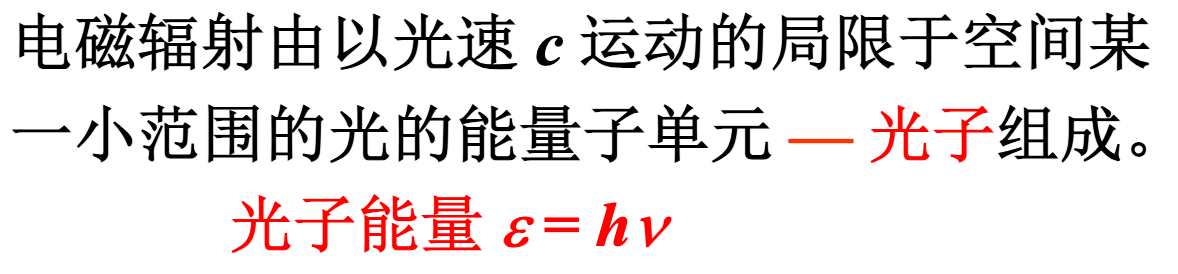 电磁辐射由以光速 c 运动的局限于空间某
一小范围的光的能量子单元 — 光子组成。
光子能量 ε = hν